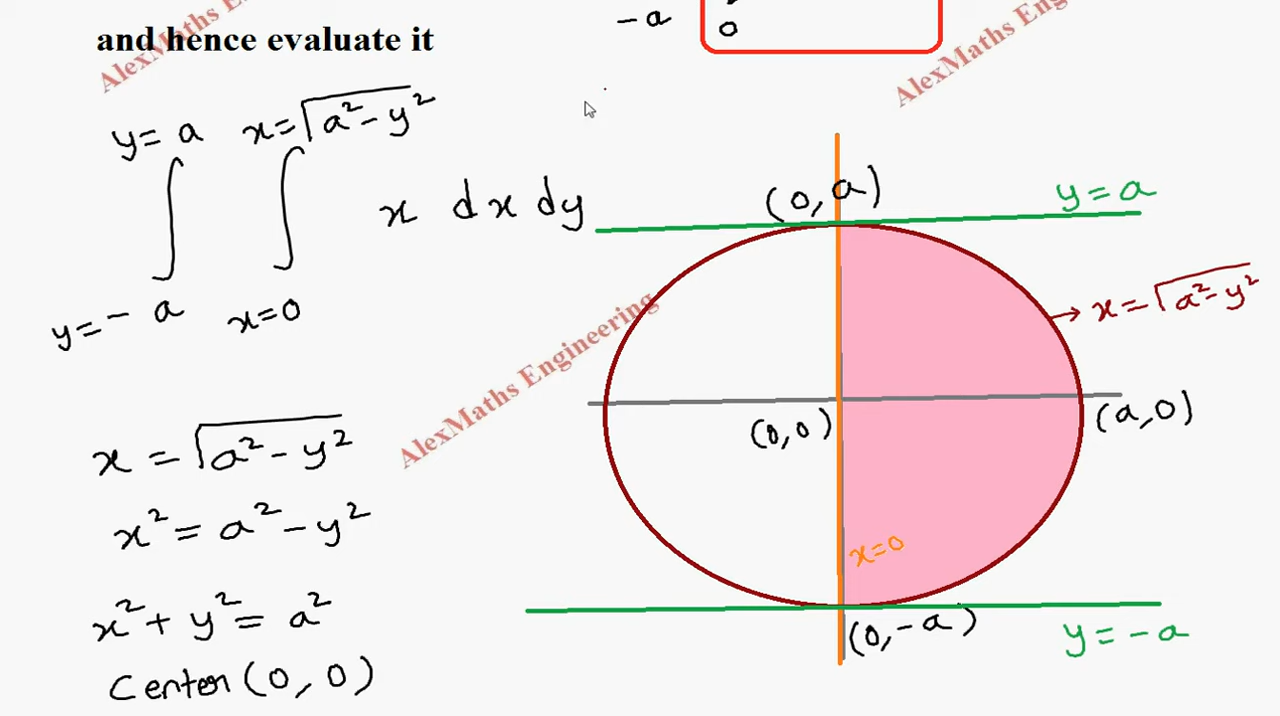 and hence evaluate it
-a
0
y= a x=√a²-y²
∫ ∫ x dx dy
y=- a x=0
x = √a²-y²
x² = a²-y²
x²+ y² = a²
Center (0, 0)
(0, a)
y=a
→ x=√a²-y²
(0,0)
(a,0)
x=0
(0,-a)
y=-a
AlexMaths Engineering
AlexMaths Eng
AlexMaths Eng